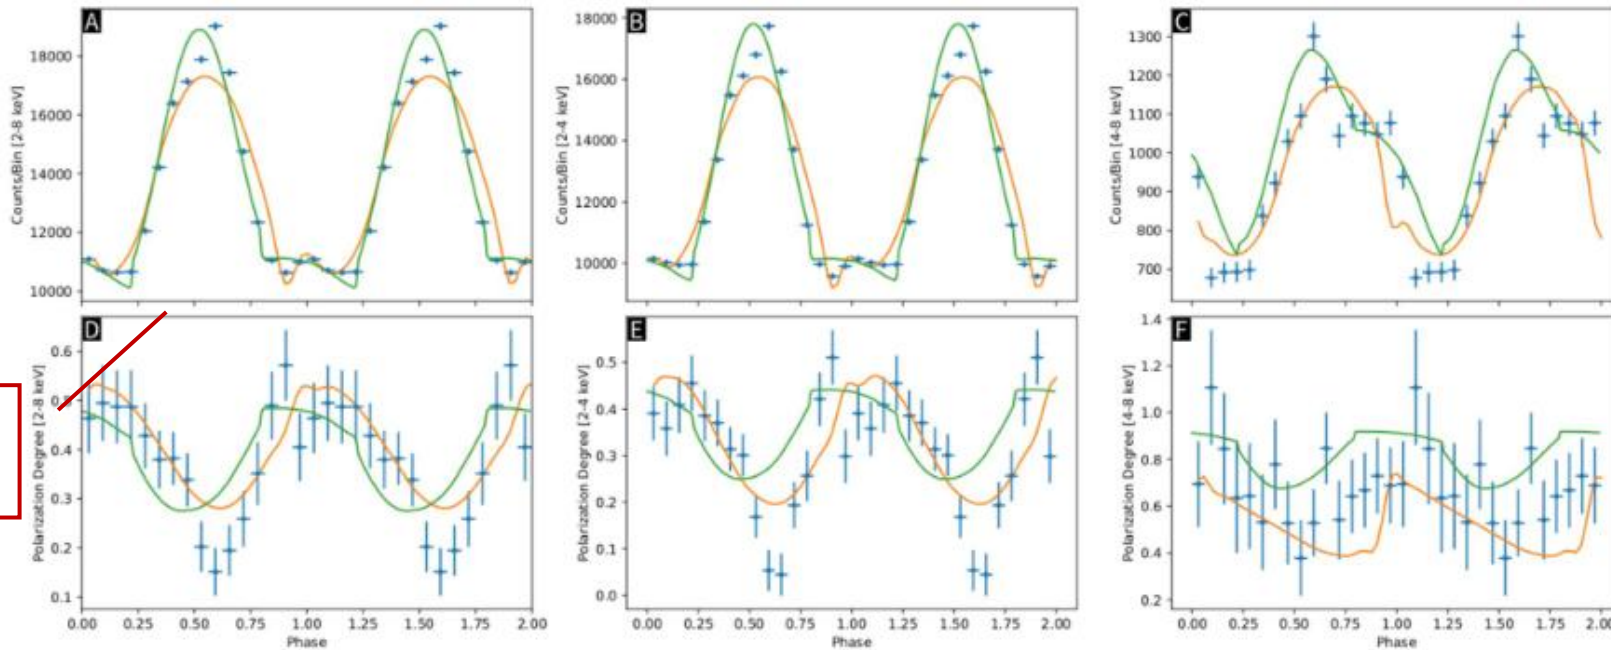 A
B
C
Counts/Bin [2-8 keV]
18000
16000
14000
12000
10000
Counts/Bin [2-4 keV]
18000
16000
14000
12000
10000
Counts/Bin [4-8 keV]
1300
1200
1100
1000
900
800
700
D
E
F
Polarization Degree [2-8 keV]
0.6
0.5
0.4
0.3
0.2
0.1
0.00 0.25 0.50 0.75 1.00 1.25 1.50 1.75 2.00
Phase
Polarization Degree [2-4 keV]
0.5
0.4
0.3
0.2
0.1
0.0
0.00 0.25 0.50 0.75 1.00 1.25 1.50 1.75 2.00
Phase
Polarization Degree [4-8 keV]
1.4
1.2
1.0
0.8
0.6
0.4
0.2
0.00 0.25 0.50 0.75 1.00 1.25 1.50 1.75 2.00
Phase